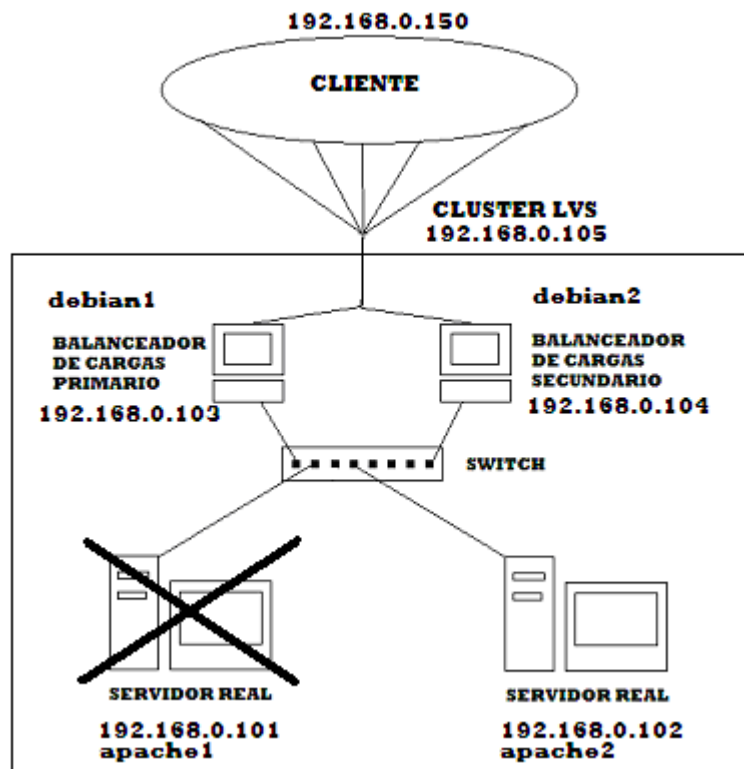 192.168.0.150
CLIENTE
CLUSTER LVS
192.168.0.105
debian1
debian2
BALANCEADOR
DE CARGAS
PRIMARIO
192.168.0.103
BALANCEADOR
DE CARGAS
SECUNDARIO
192.168.0.104
SWITCH
SERVIDOR REAL
192.168.0.101
apache1
SERVIDOR REAL
192.168.0.102
apache2